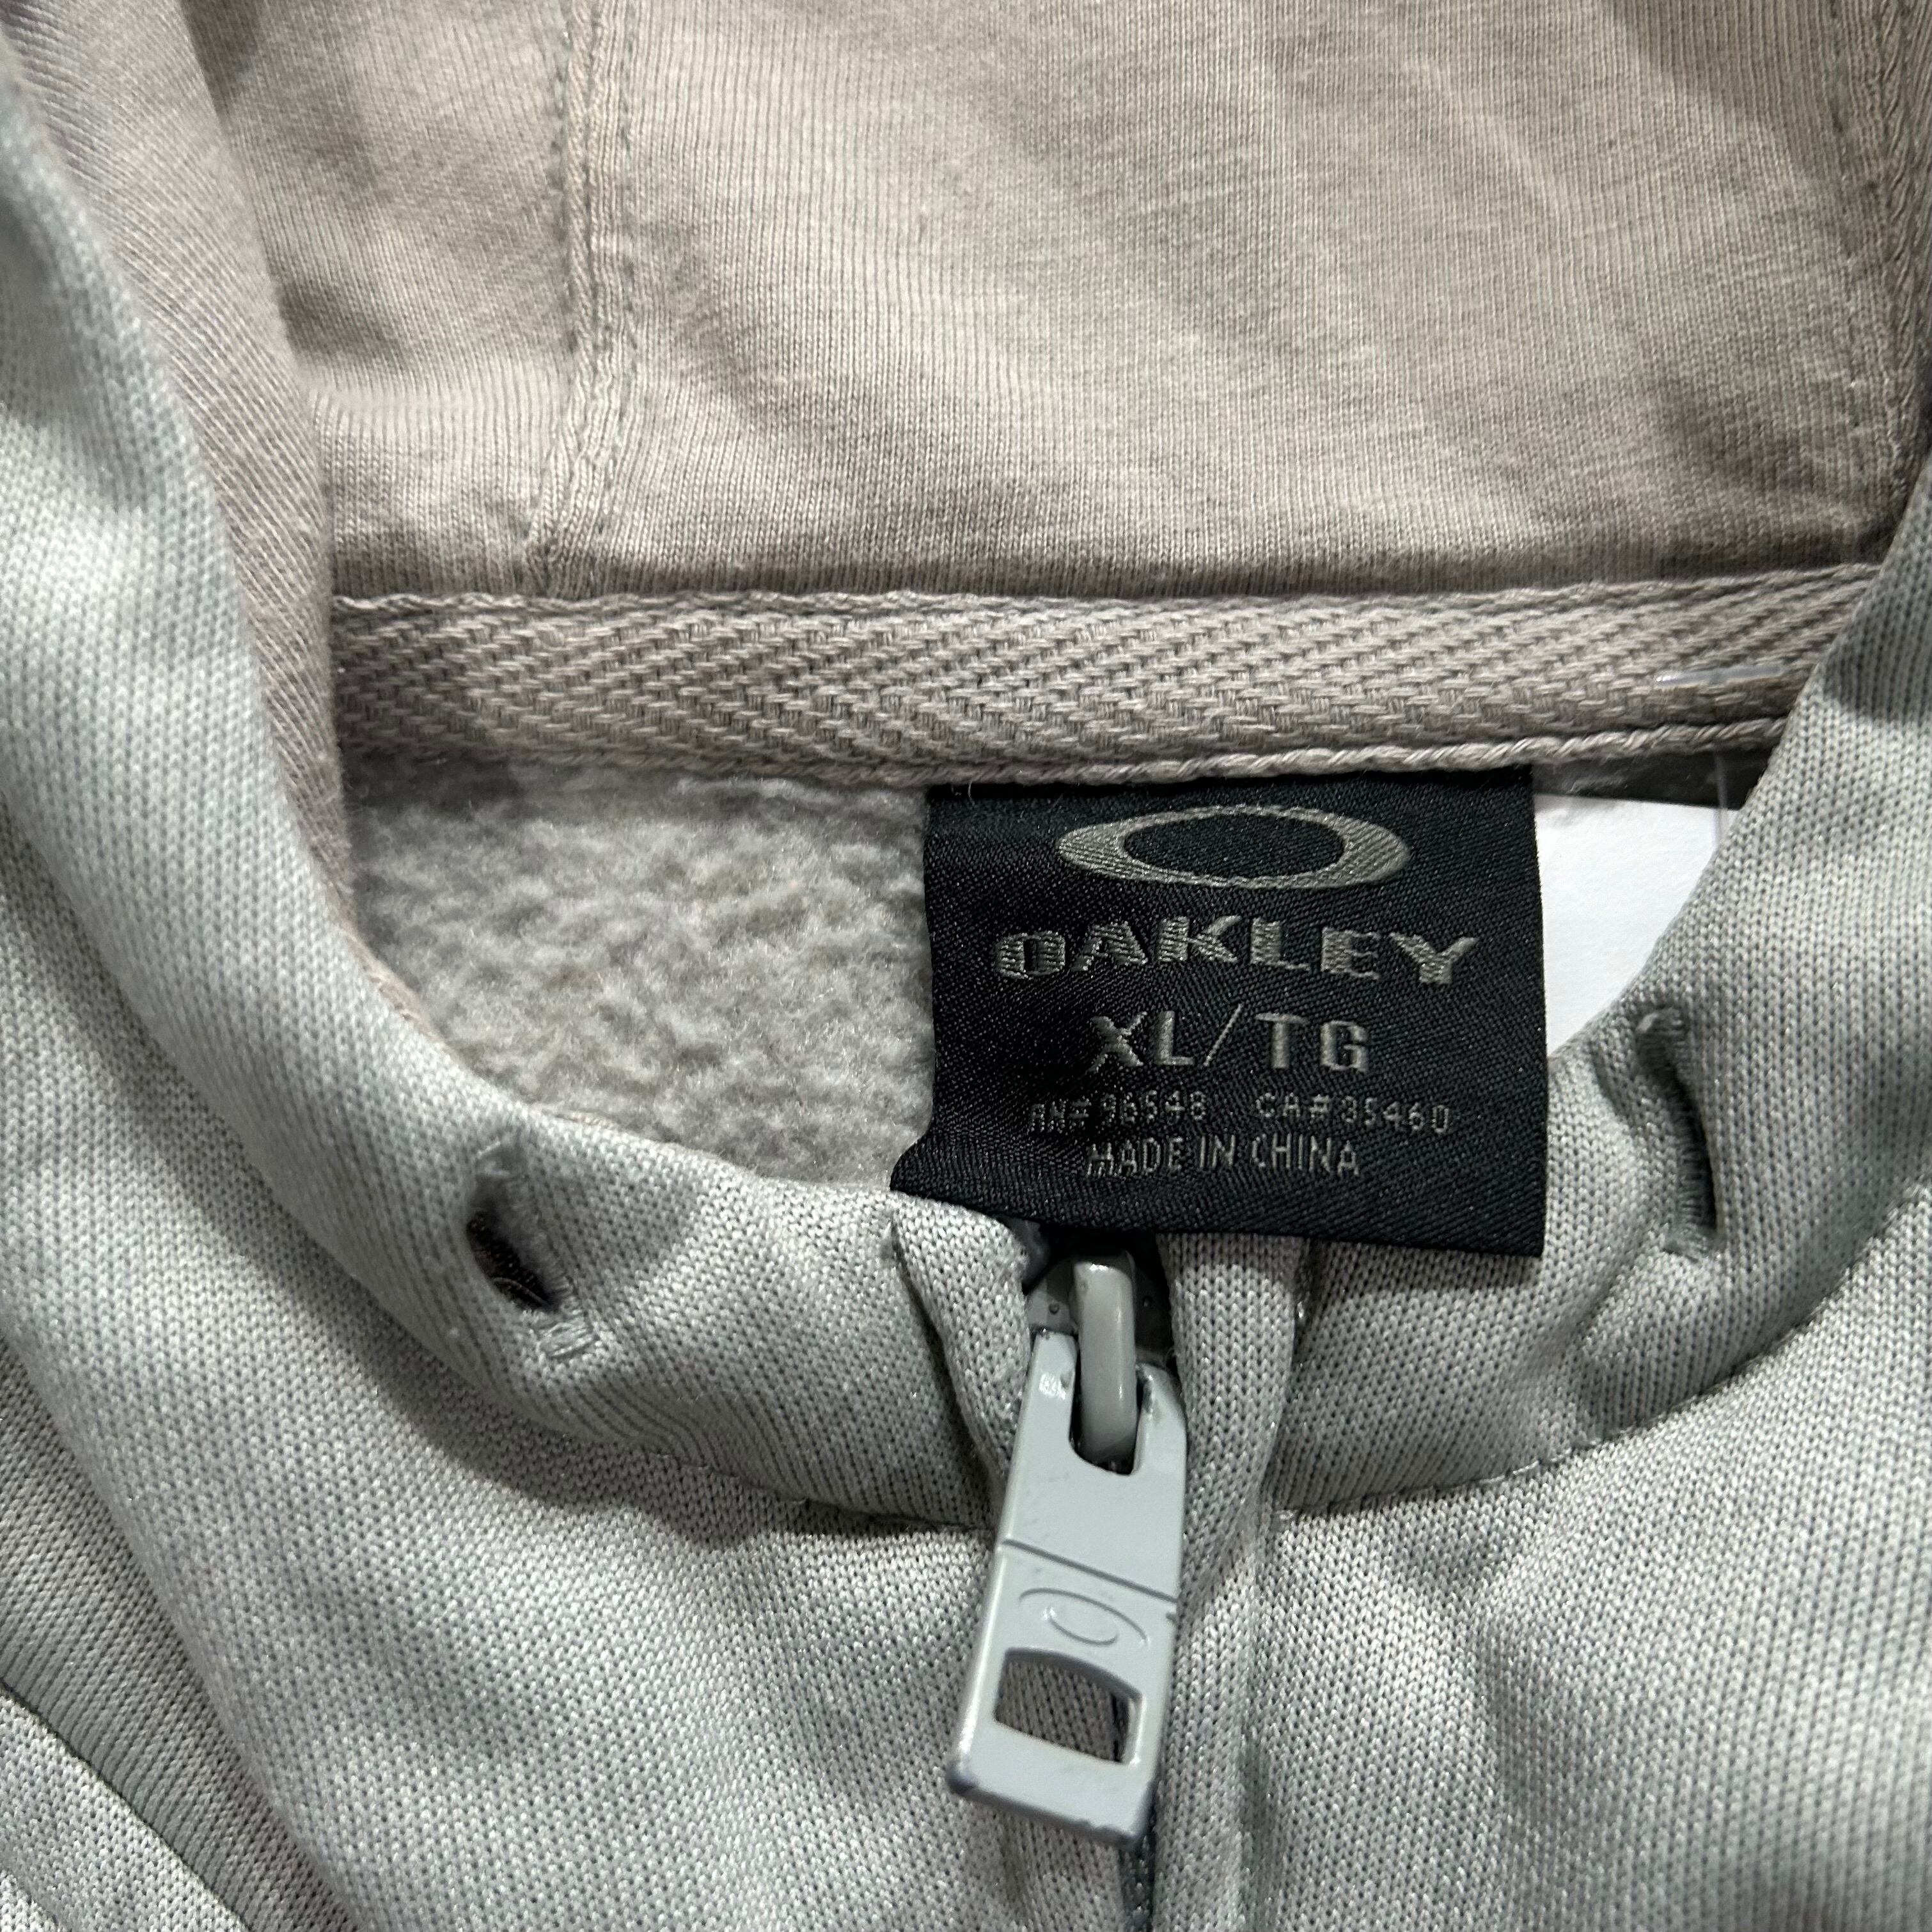 OAKLEY
XL/TG
RN#96548 CA#35460
MADE IN CHINA